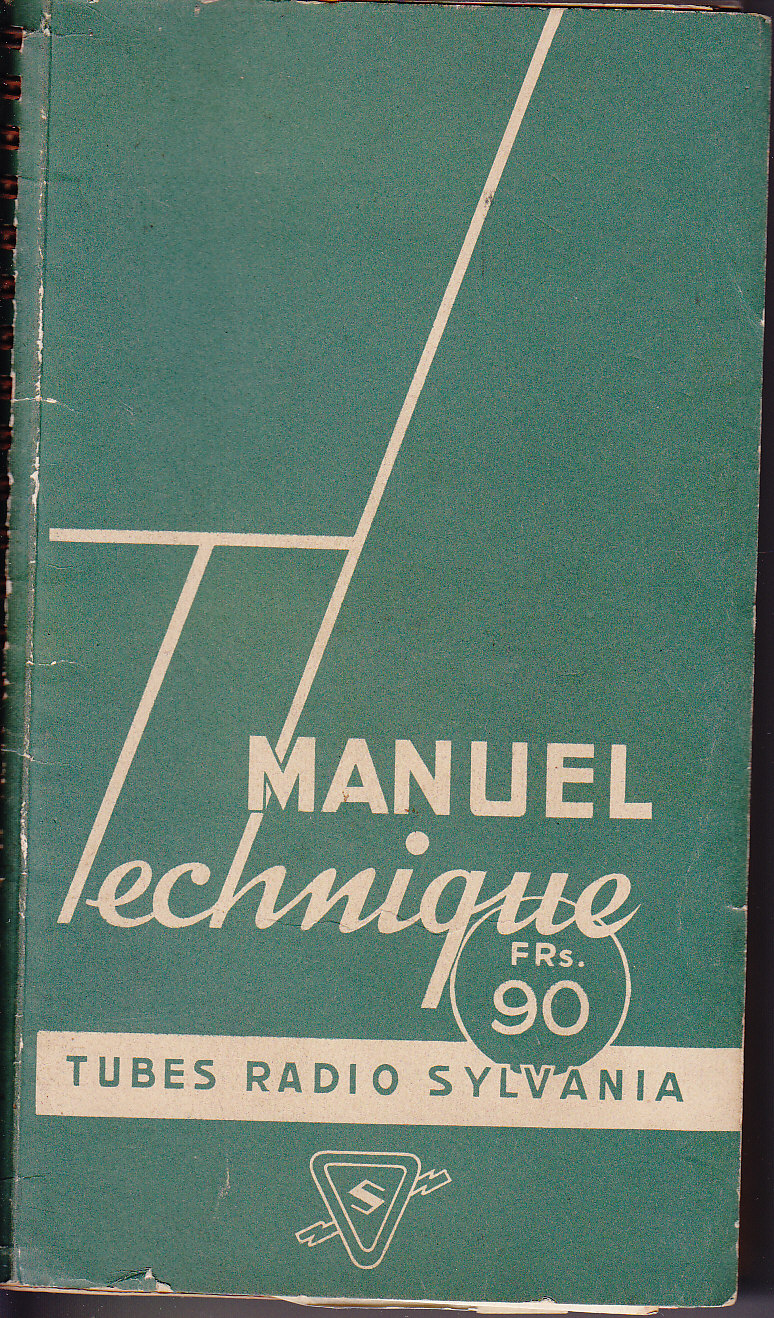 MANUEL
Technique
FRs.
90
TUBES RADIO SYLVANIA
S